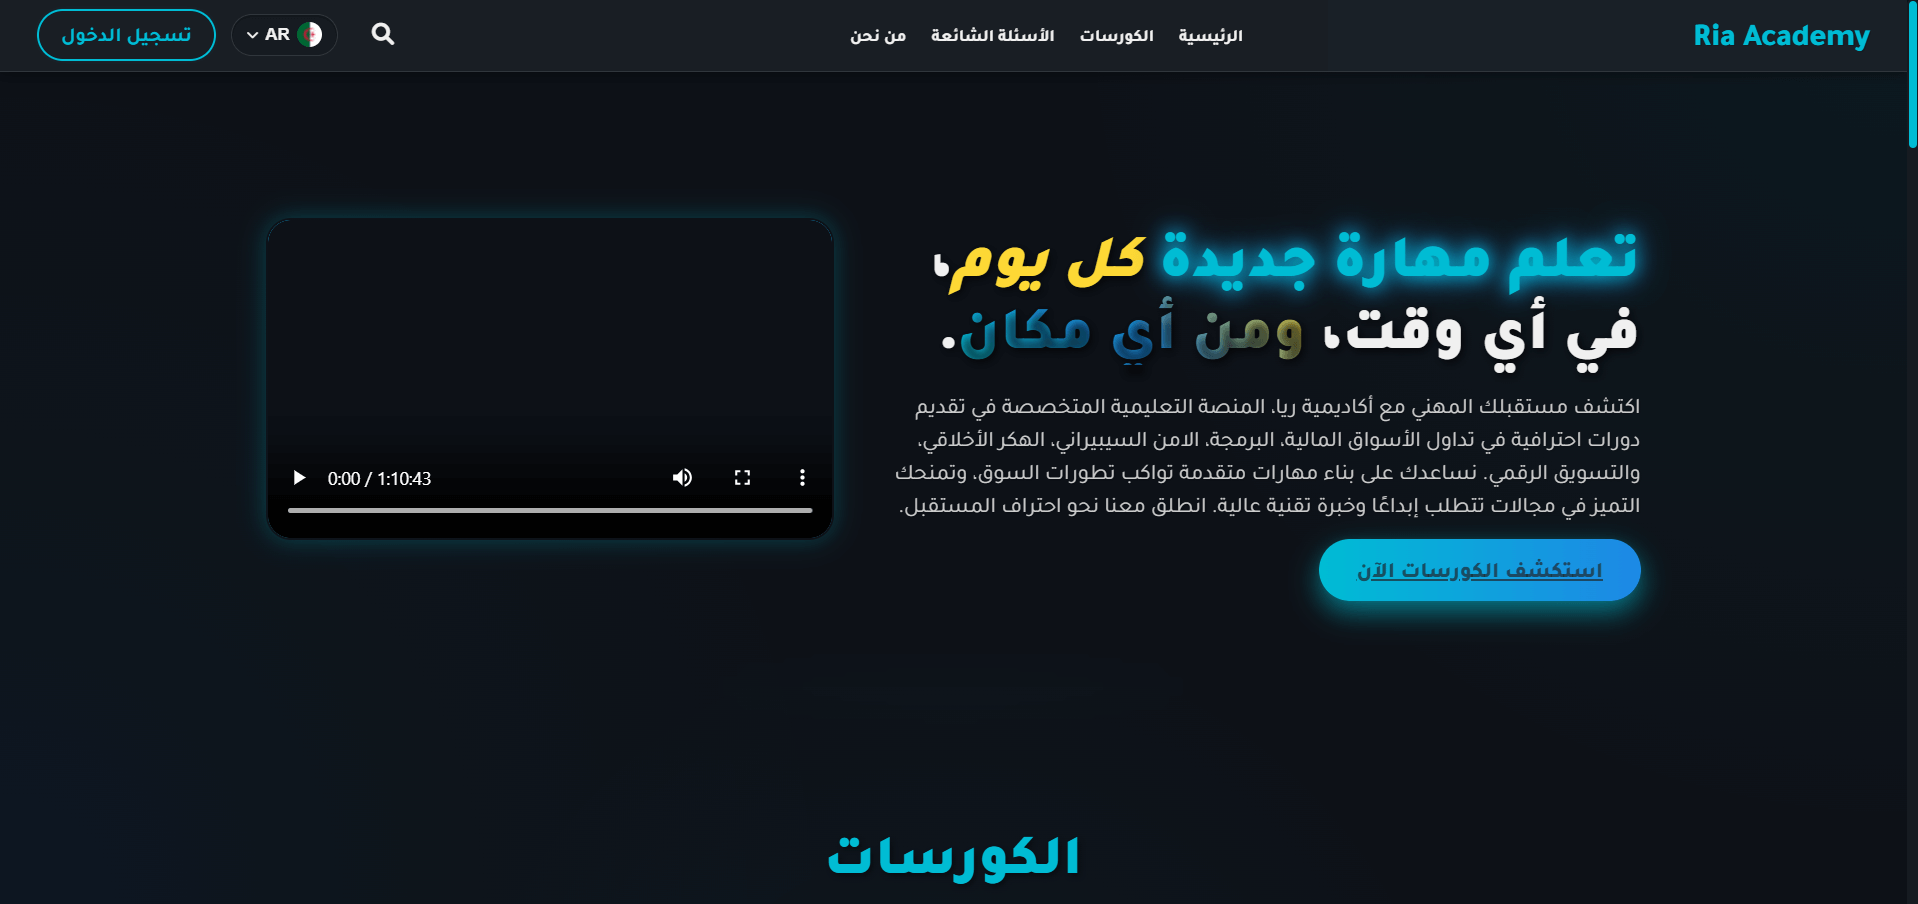 Ria Academy
الرئيسية
الكورسات
الأسئلة الشائعة
من نحن
AR
تسجيل الدخول
تعلم مهارة جديدة كل يوم،
في أي وقت، ومن أي مكان.
اكتشف مستقبلك المهني مع أكاديمية ريا، المنصة التعليمية المتخصصة في تقديم
دورات احترافية في تداول الأسواق المالية، البرمجة، الامن السيبيراني، الهكر الأخلاقي،
والتسويق الرقمي. نساعدك على بناء مهارات متقدمة تواكب تطورات السوق، وتمنحك
التميز في مجالات تتطلب إبداعًا وخبرة تقنية عالية. انطلق معنا نحو احتراف المستقبل.
استكشف الكورسات الآن
0:00 / 1:10:43
الكورسات